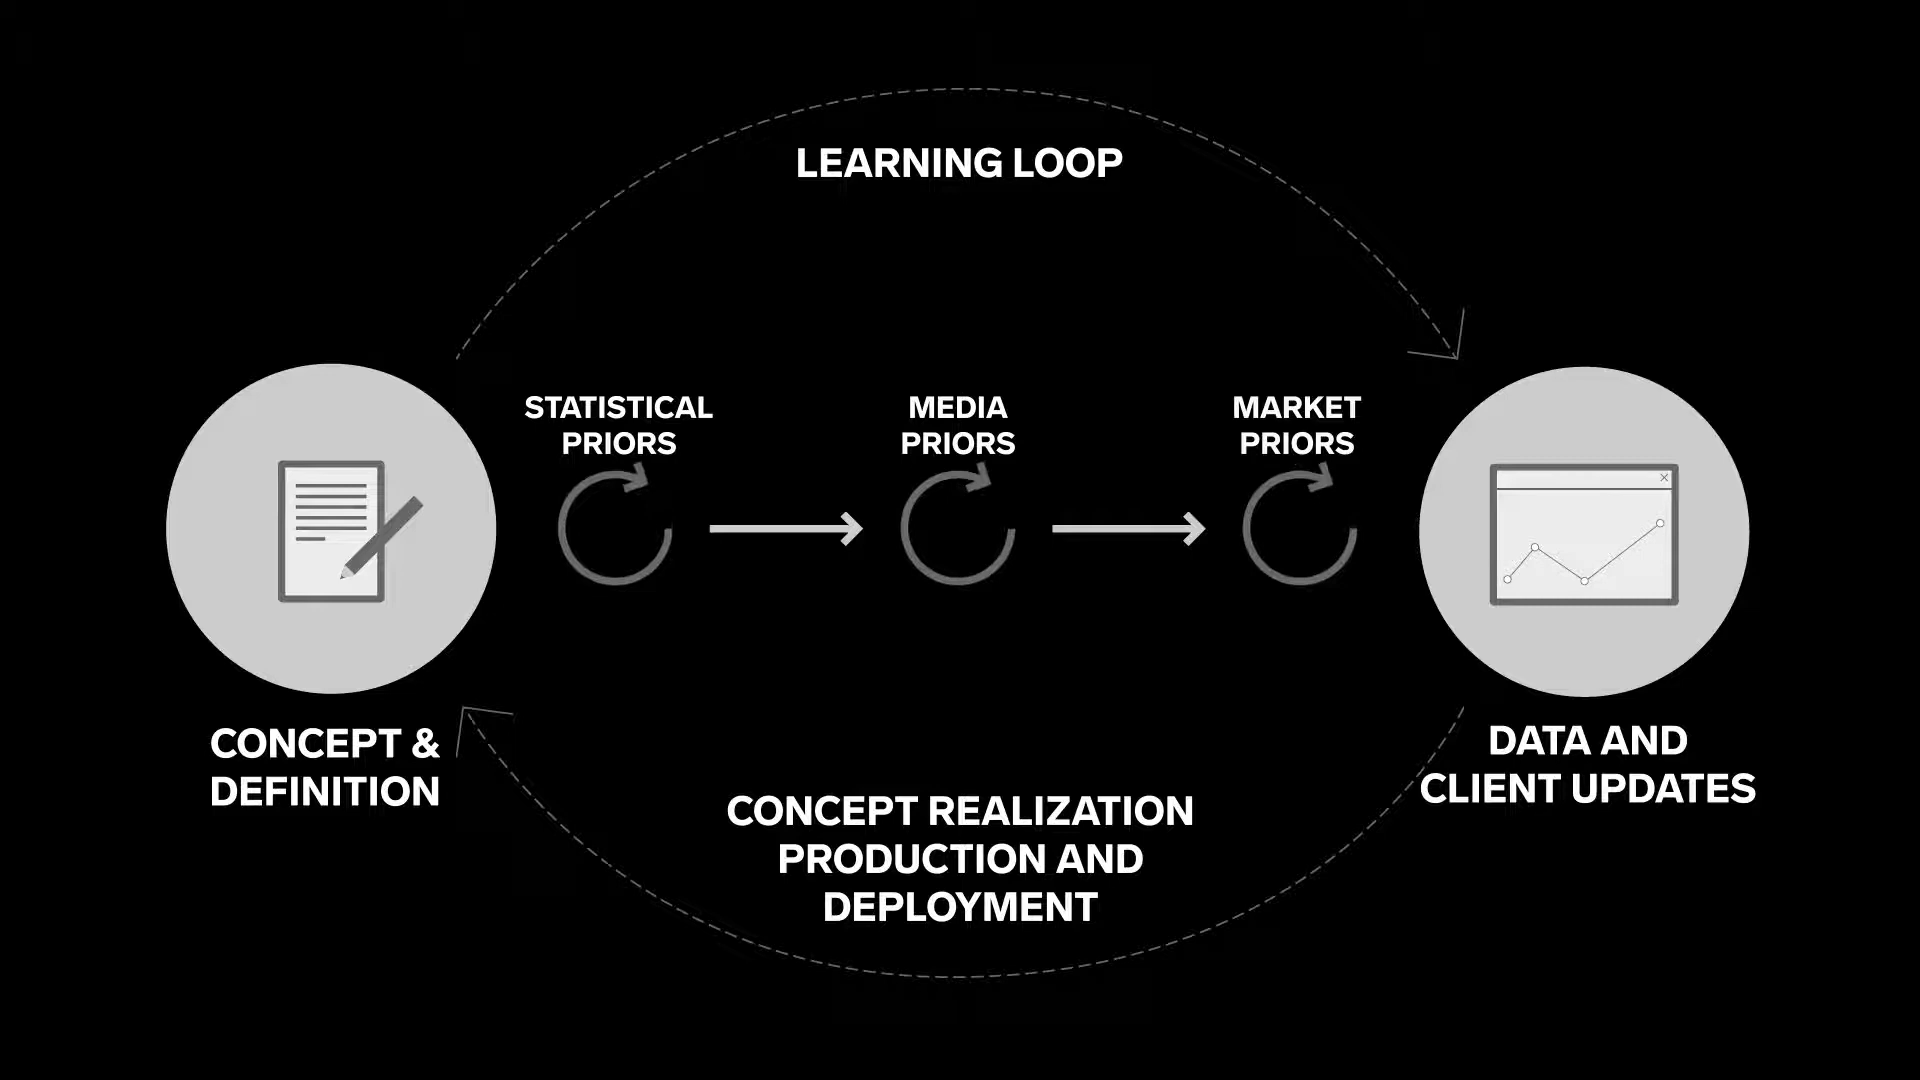 LEARNING LOOP
STATISTICAL
PRIORS
MEDIA
PRIORS
MARKET
PRIORS
CONCEPT &
DEFINITION
DATA AND
CLIENT UPDATES
CONCEPT REALIZATION
PRODUCTION AND
DEPLOYMENT